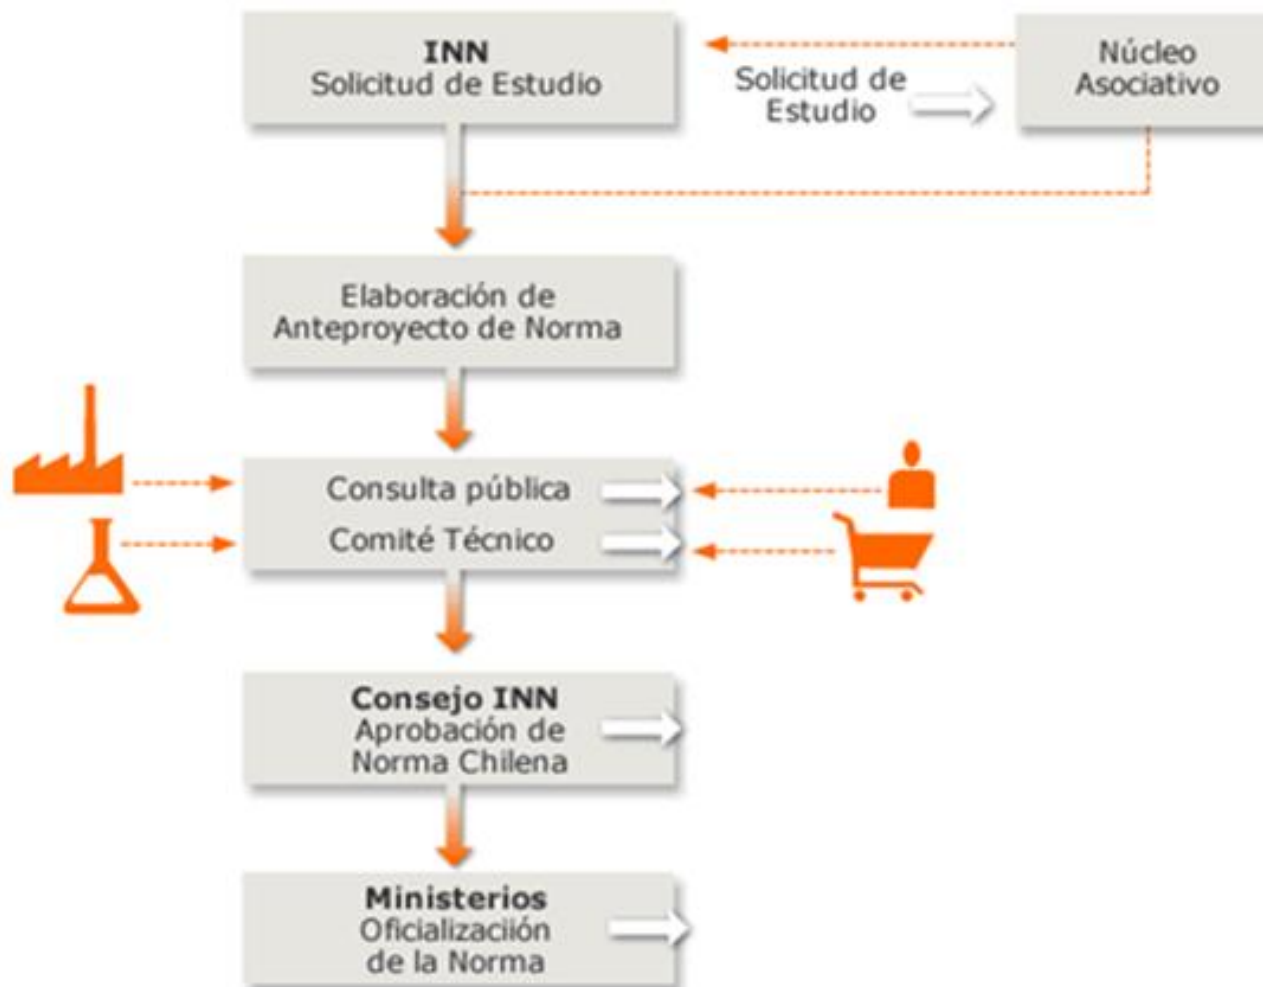 INN
Solicitud de Estudio
Solicitud de
Estudio
Núcleo
Asociativo
Elaboración de
Anteproyecto de Norma
Consulta pública
Comité Técnico
Consejo INN
Aprobación de
Norma Chilena
Ministerios
Oficializaciión
de la Norma